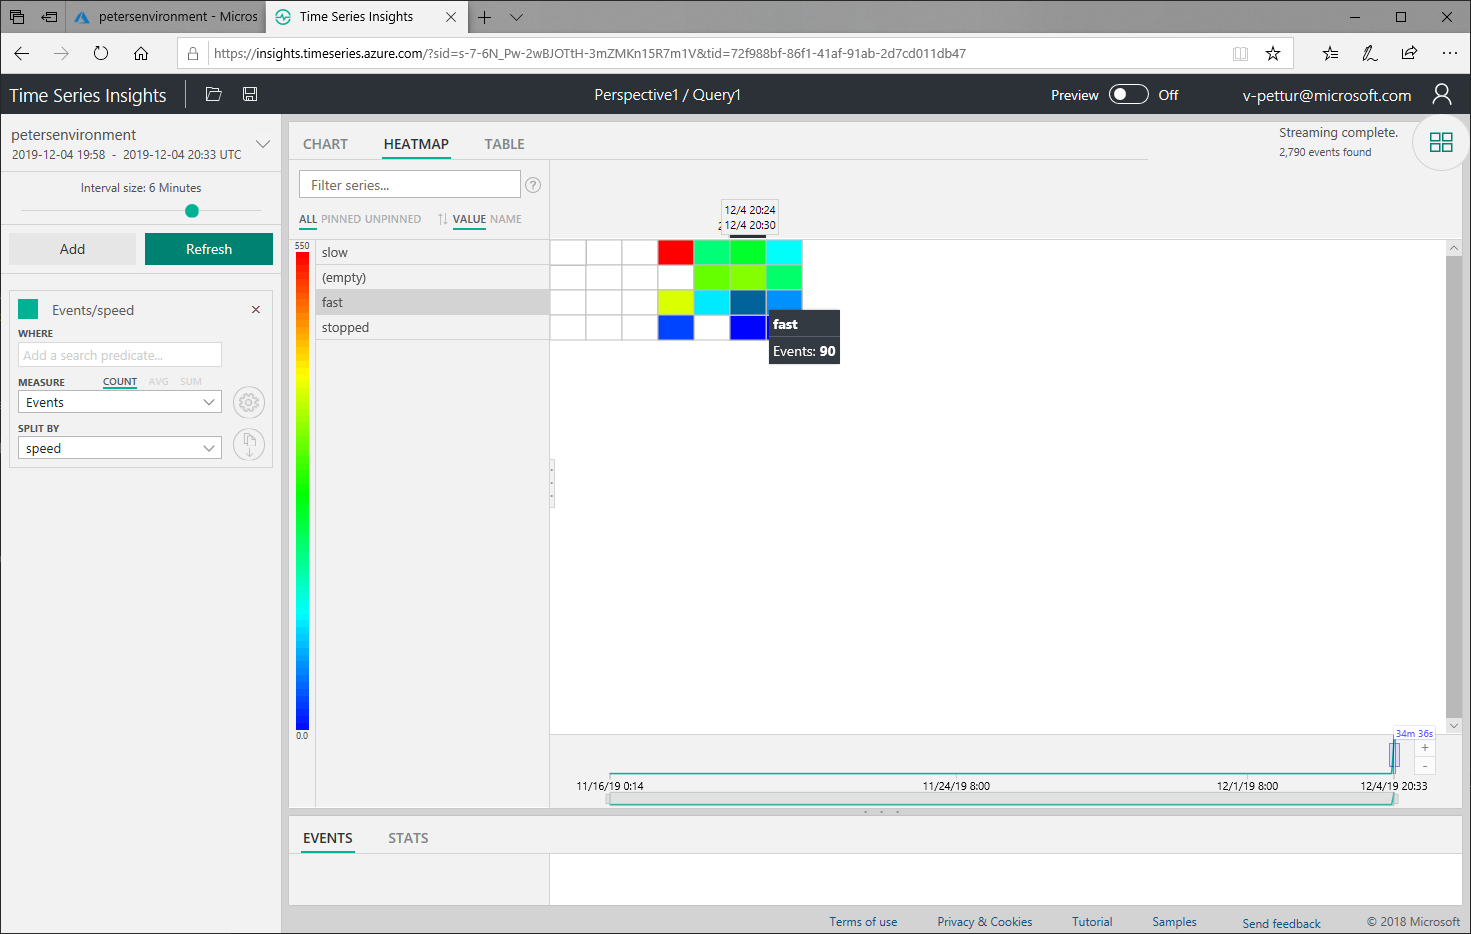 petersenvironment - Micros
Time Series Insights
https://insights.timeseries.azure.com/?sid=s-7-6N_Pw-2wBJOTtH-3mZMKn15R7m1V&tid=72f988bf-86f1-41af-91ab-2d7cd011db47
Time Series Insights
Perspective1 / Query1
Preview Off
v-pettur@microsoft.com
petersenvironment
2019-12-04 19:58 - 2019-12-04 20:33 UTC
Interval size: 6 Minutes
Add
Refresh
Events/speed
WHERE
Add a search predicate...
MEASURE COUNT AVG SUM
Events
SPLIT BY
speed
CHART HEATMAP TABLE
Streaming complete.
2,790 events found
Filter series...
?
ALL PINNED UNPINNED VALUE NAME
12/4 20:24
12/4 20:30
550
slow
(empty)
fast
stopped
0.0
fast
Events: 90
34m 36s
+
-
11/16/19 0:14 11/24/19 8:00 12/1/19 8:00 12/4/19 20:33
EVENTS STATS
Terms of use Privacy & Cookies Tutorial Samples Send feedback © 2018 Microsoft